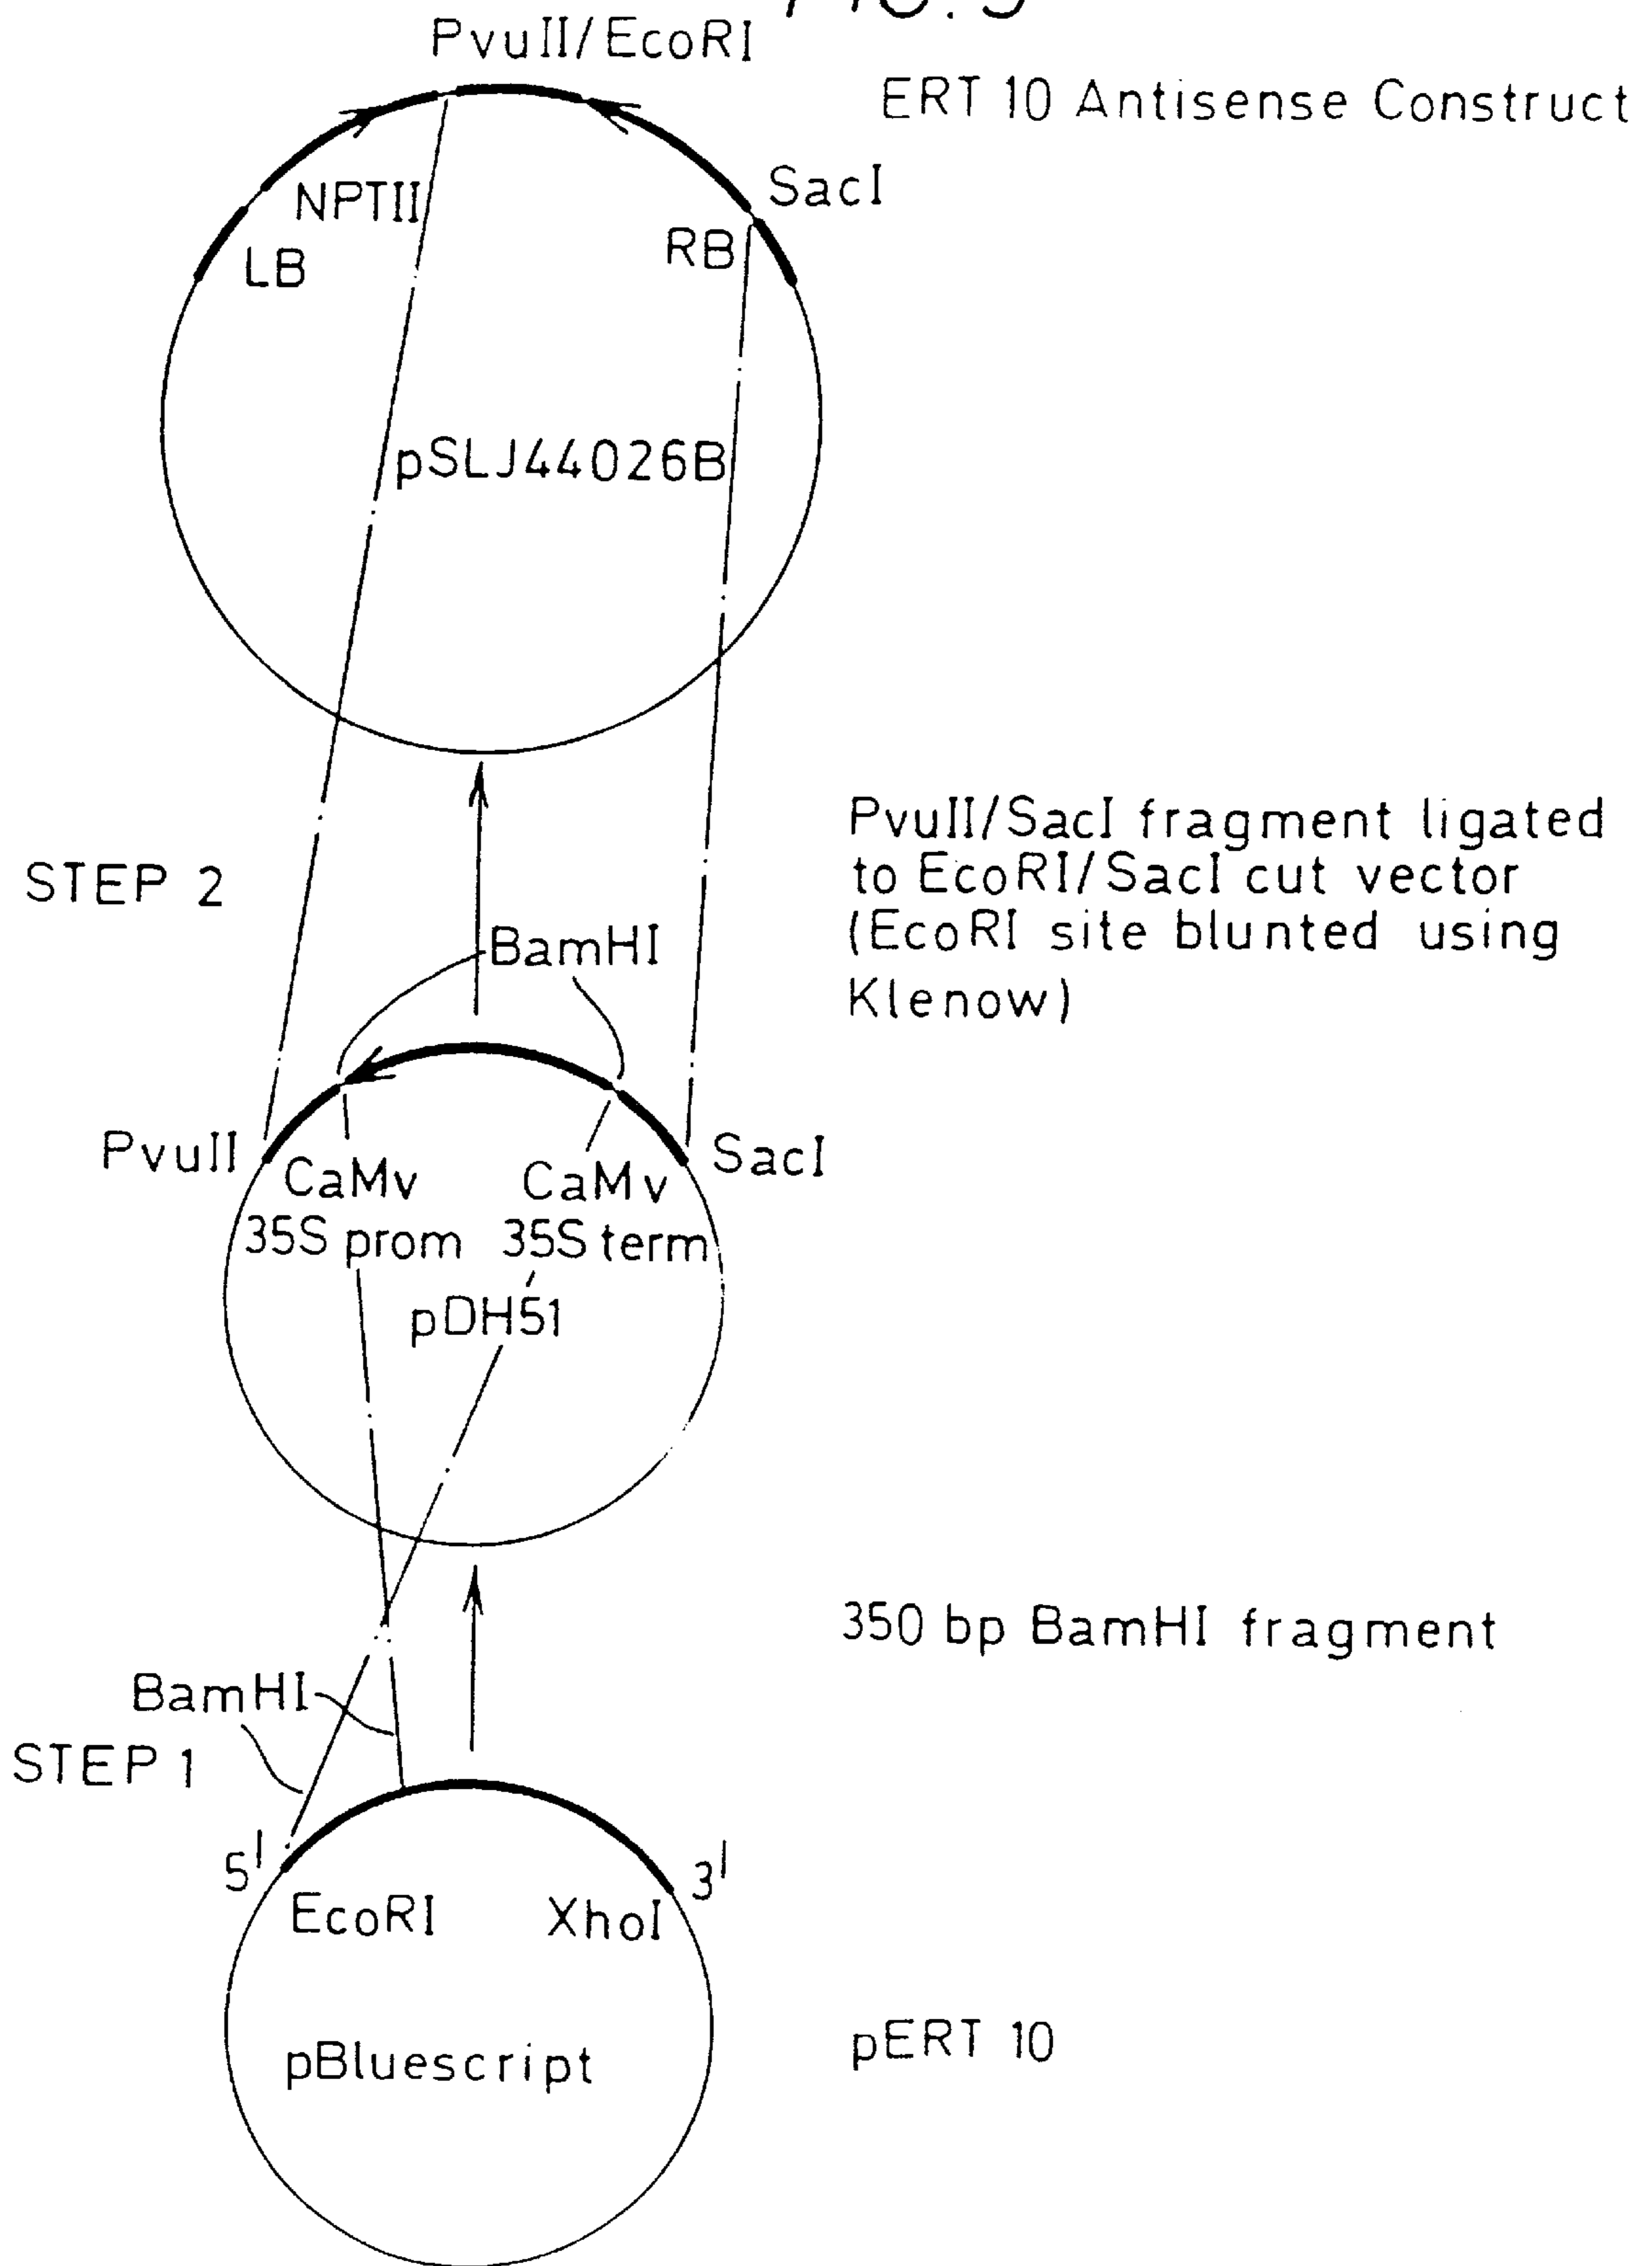 PvuII/EcoRI
ERT 10 Antisense Construct
SacI
NPTII
RB
LB
pSLJ44026B
PvuII/SacI fragment ligated
to EcoRI/SacI cut vector
(EcoRI site blunted using
Klenow)
STEP 2
BamHI
PvuII
SacI
CaMv
35S prom
CaMv
35S term
pDH51
350 bp BamHI fragment
BamHI
STEP 1
5'
3'
EcoRI
XhoI
pBluescript
pERT 10